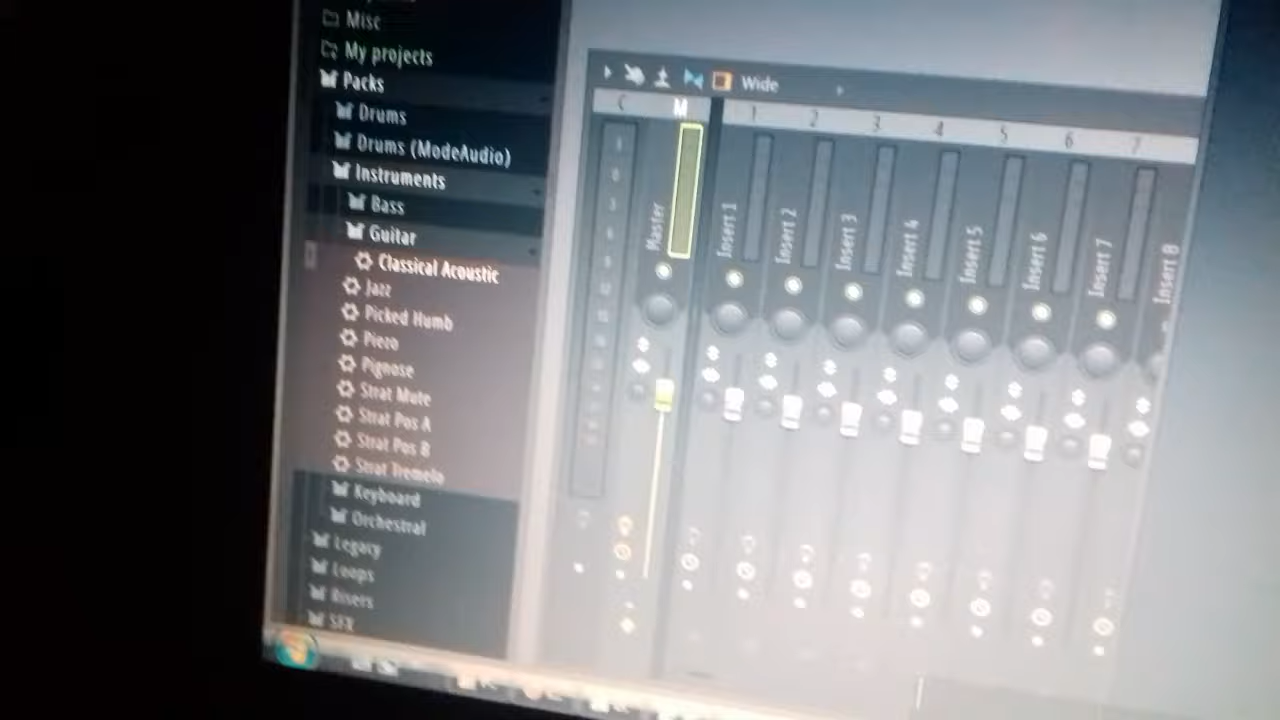 Misc
My projects
Packs
Drums
Drums (ModeAudio)
Instruments
Bass
Guitar
Classical Acoustic
Jazz
Picked Humb
Piezo
Pignose
Strat Mute
Strat Pos A
Strat Pos B
Strat Tremelo
Keyboard
Orchestral
Legacy
Loops
Risers
SFX
Wide
C M 1 2 3 4 5 6 7
Master
Insert 1
Insert 2
Insert 3
Insert 4
Insert 5
Insert 6
Insert 7
Insert 8